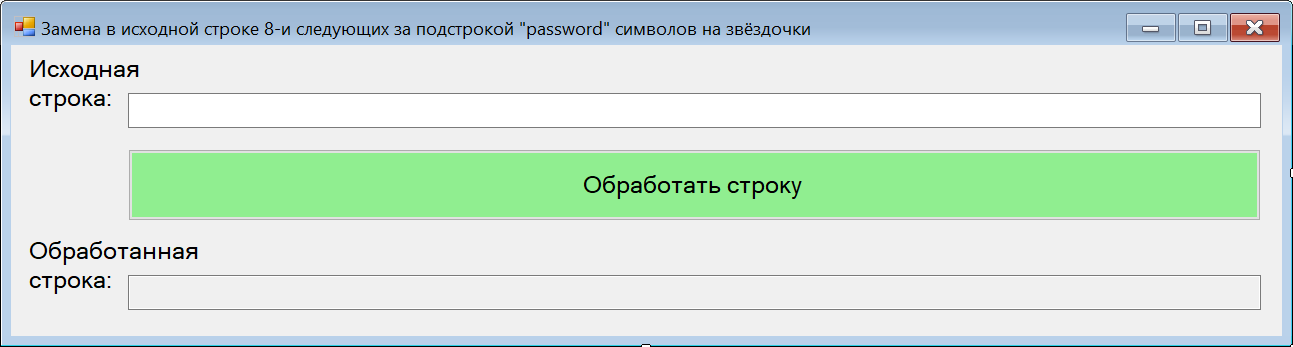 Замена в исходной строке 8-и следующих за подстрокой "password" символов на звёздочки
Исходная
строка:
Обработать строку
Обработанная
строка: